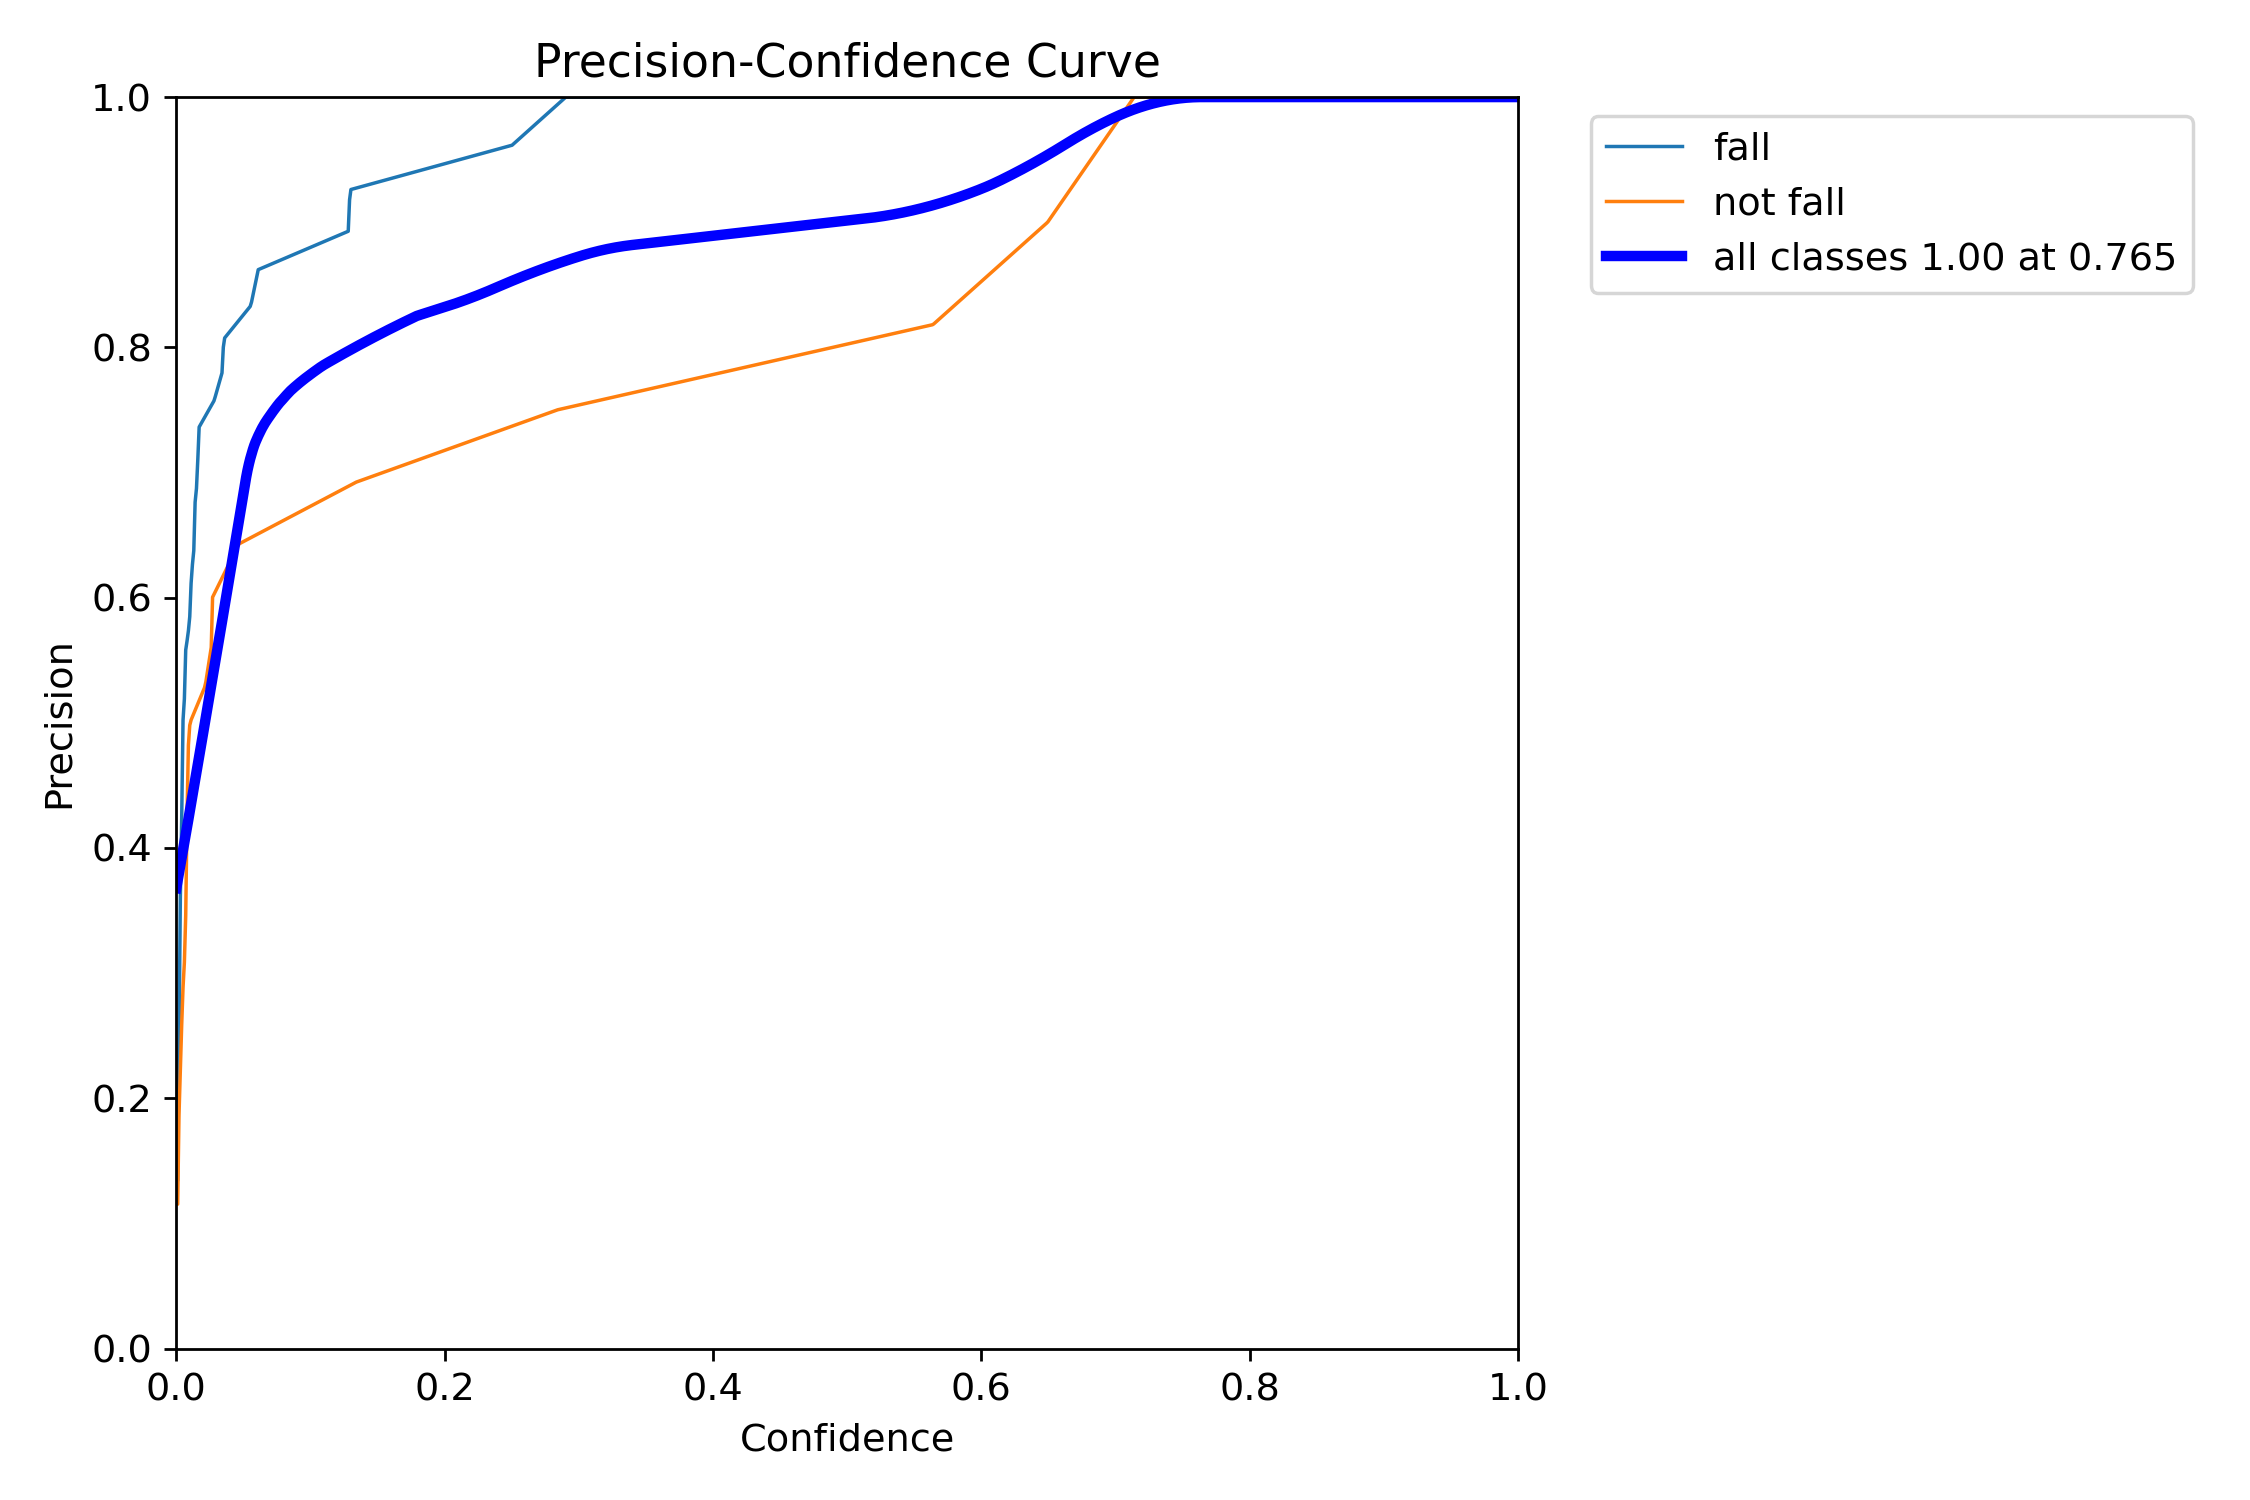 Precision-Confidence Curve
1.0
0.8
0.6
0.4
0.2
0.0
Precision
0.0 0.2 0.4 0.6 0.8 1.0
Confidence
fall
not fall
all classes 1.00 at 0.765